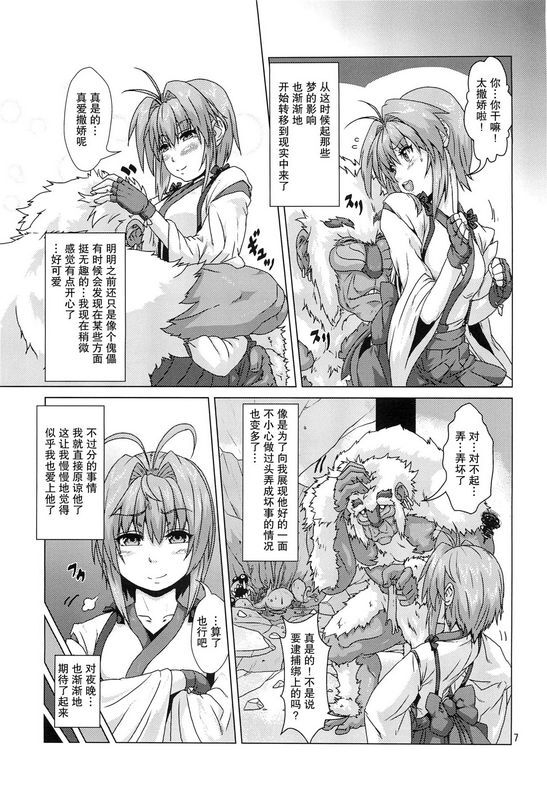 你…你干嘛！
太撒娇啦！
从这时候起那些
梦的影响
也渐渐地
开始转移到现实中来了
真是的…
真爱撒娇呢
明明之前还只是像个傀儡
有时候会发现在某些方面
挺无趣的…我现在稍微
感觉有点开心了
…好可爱
对…对不起…
弄…弄坏了
像是为了向我展现他好的一面
不小心做过头弄成坏事的情况
也变多了…
真是的！不是说
要逮捕绑上的吗？
不过分的事情
我就直接原谅他了
这让我慢慢地觉得
似乎我也爱上他了
…算了
也行吧
对夜晚…
也渐渐地
期待了起来
7